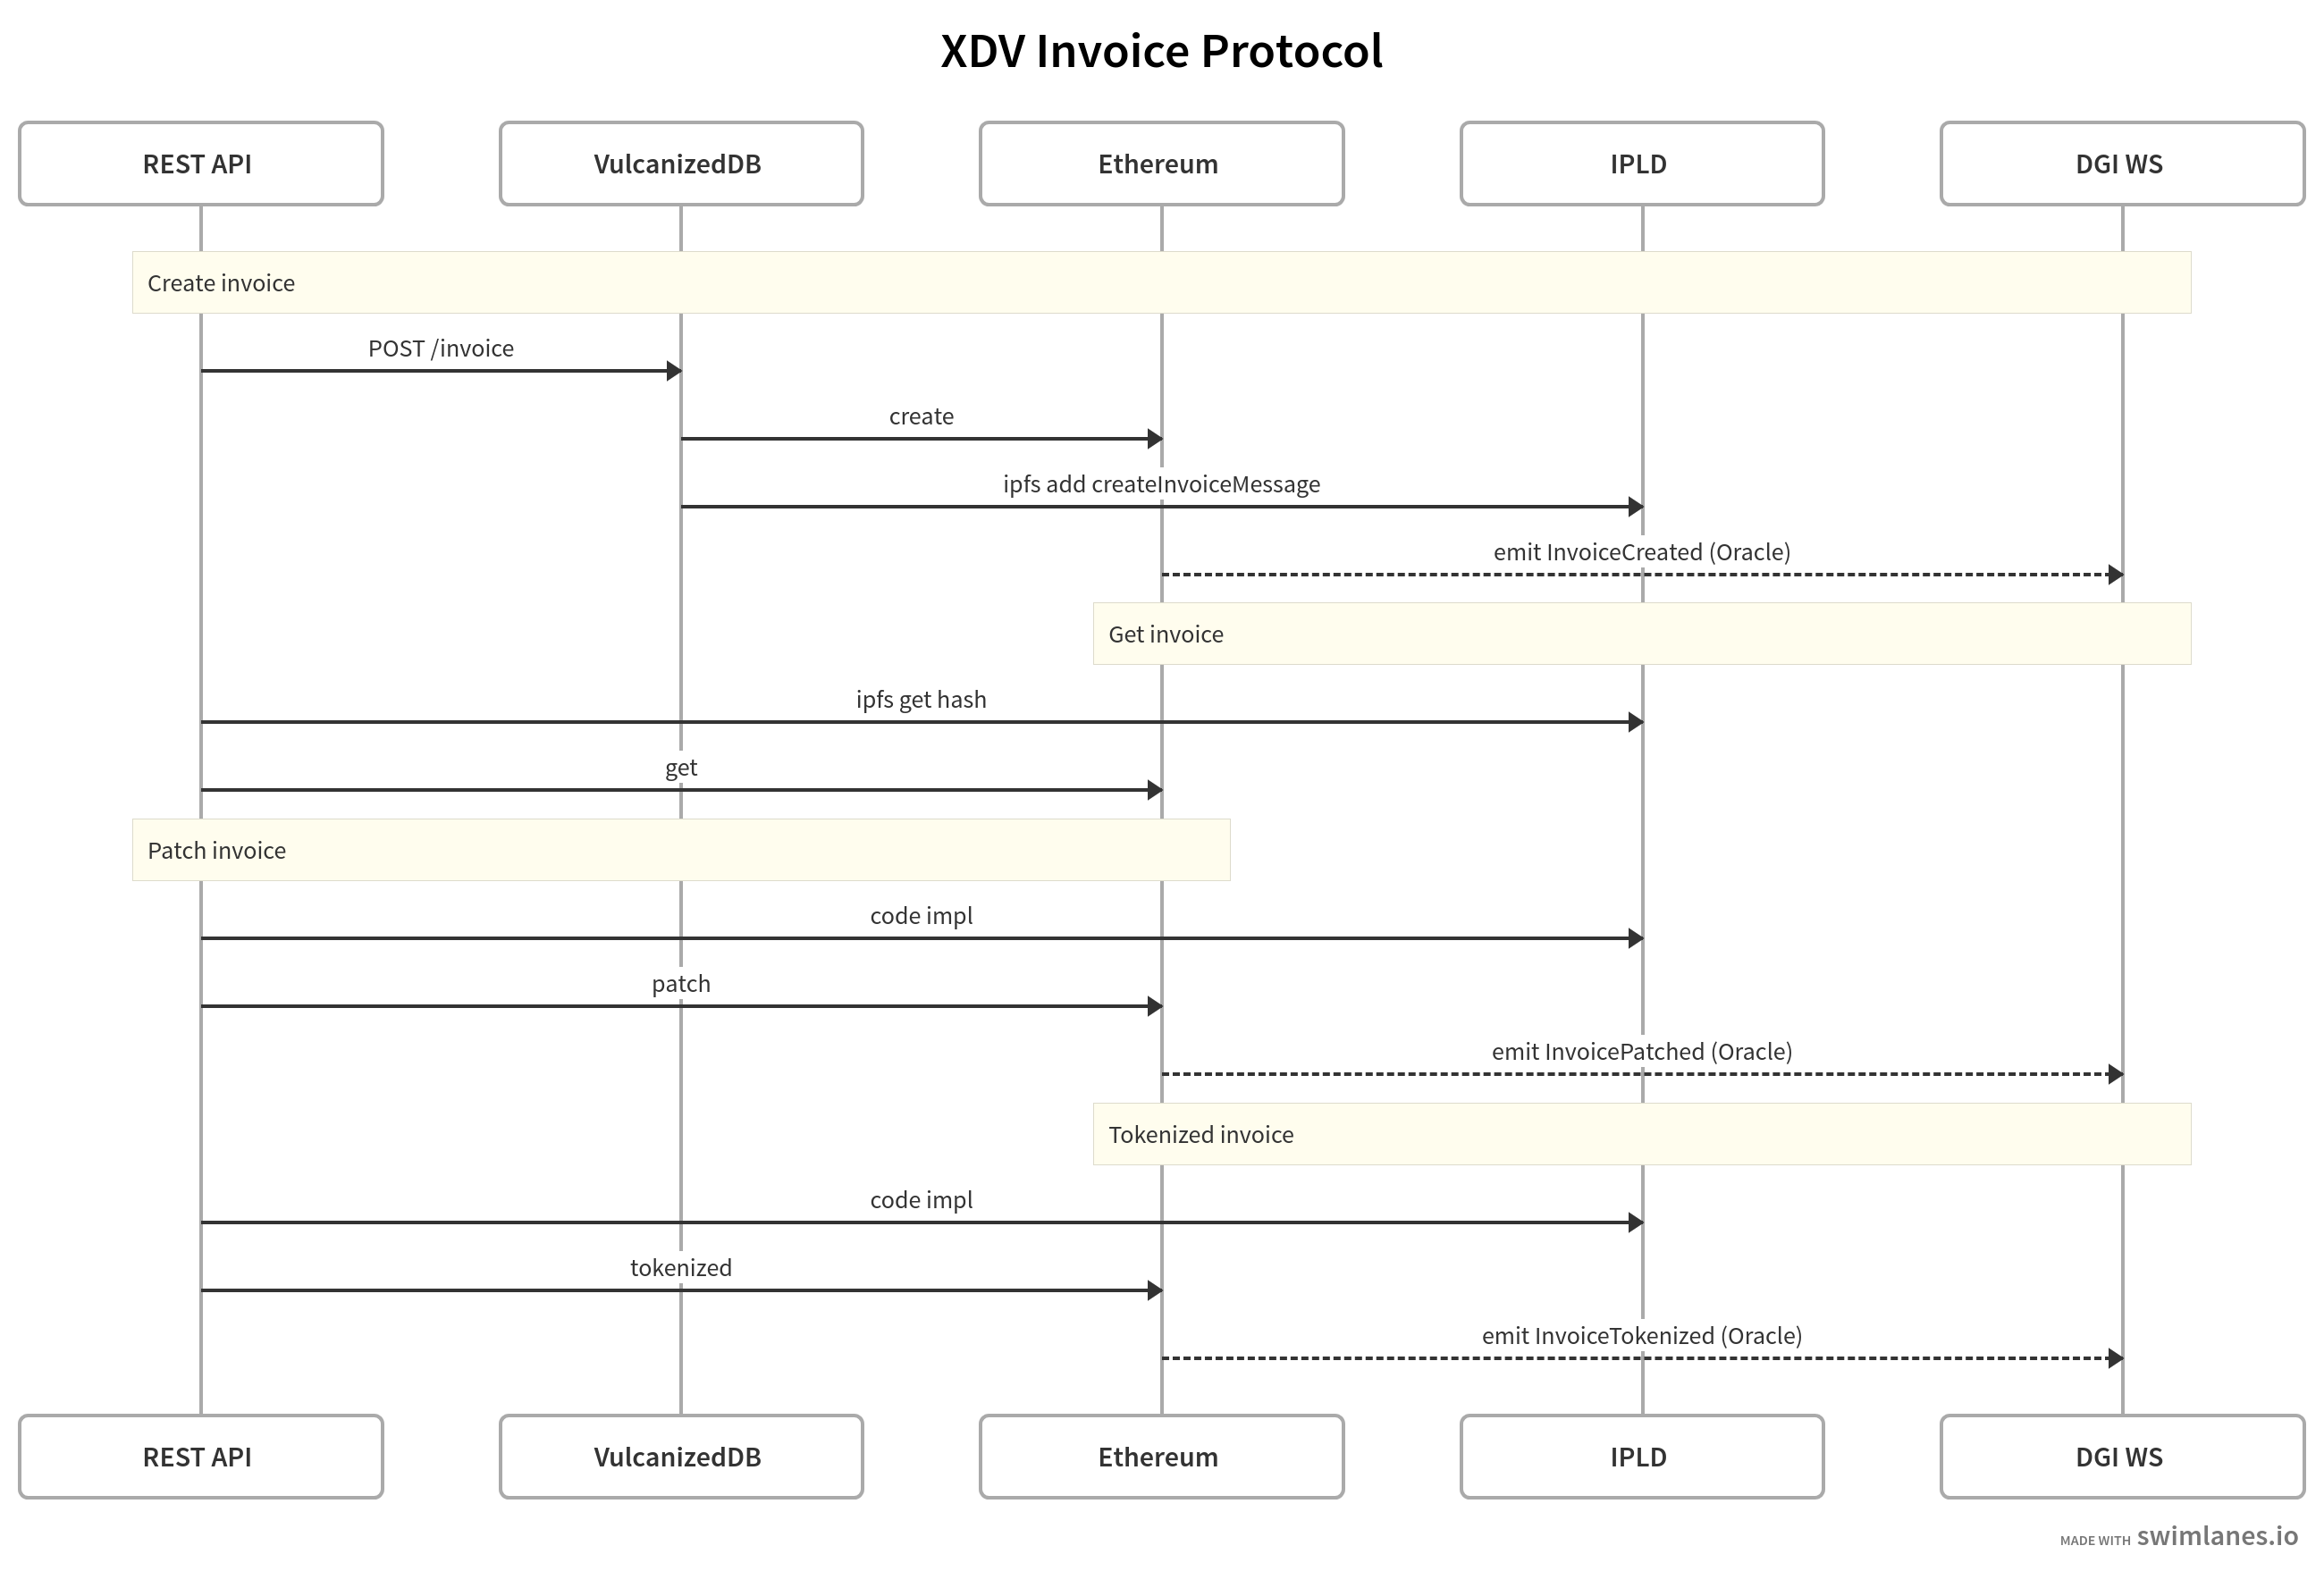 XDV Invoice Protocol
REST API
VulcanizedDB
Ethereum
IPLD
DGI WS
Create invoice
POST /invoice
create
ipfs add createInvoiceMessage
emit InvoiceCreated (Oracle)
Get invoice
ipfs get hash
get
Patch invoice
code impl
patch
emit InvoicePatched (Oracle)
Tokenized invoice
code impl
tokenized
emit InvoiceTokenized (Oracle)
REST API
VulcanizedDB
Ethereum
IPLD
DGI WS
MADE WITH swimlanes.io